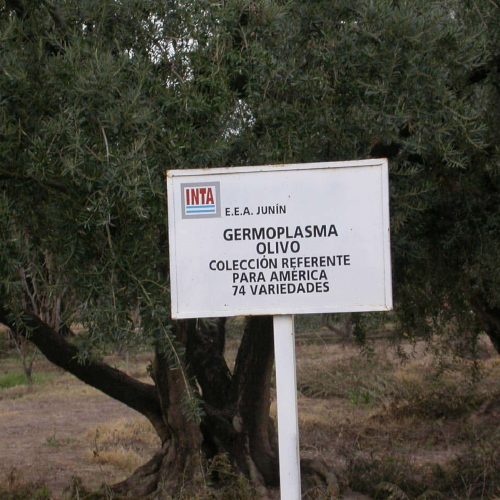 INTA
E.E.A. JUNÍN
GERMOPLASMA
OLIVO
COLECCIÓN REFERENTE
PARA AMÉRICA
74 VARIEDADES